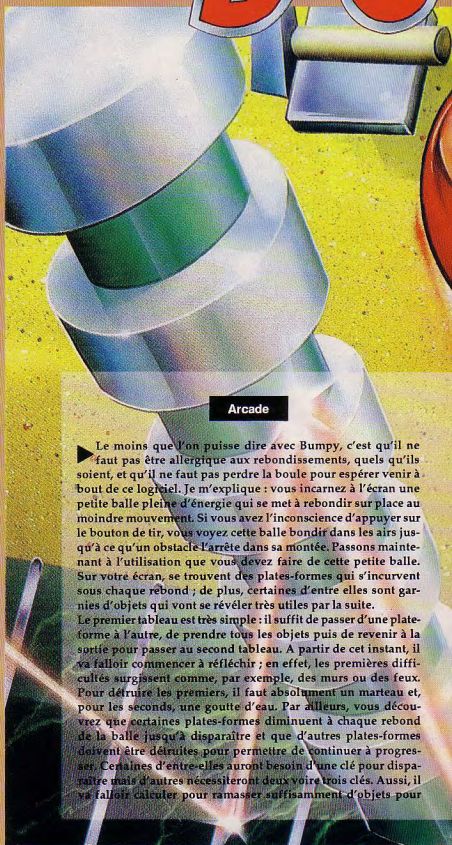 Arcade
Le moins que l'on puisse dire avec Bumpy, c'est qu'il ne
faut pas être allergique aux rebondissements, quels qu'ils
soient, et qu'il ne faut pas perdre la boule pour espérer venir à
bout de ce logiciel. Je m'explique : vous incarnez à l'écran une
petite balle pleine d'énergie qui se met à rebondir sur place au
moindre mouvement. Si vous avez l'inconscience d'appuyer sur
le bouton de tir, vous voyez cette balle bondir dans les airs jus-
qu'à ce qu'un obstacle l'arrête dans sa montée. Passons mainte-
nant à l'utilisation que vous devez faire de cette petite balle.
Sur votre écran, se trouvent des plates-formes qui s'incurvent
sous chaque rebond ; de plus, certaines d'entre elles sont gar-
nies d'objets qui vont se révéler très utiles par la suite.
Le premier tableau est très simple : il suffit de passer d'une plate-
forme à l'autre, de prendre tous les objets puis de revenir à la
sortie pour passer au second tableau. A partir de cet instant, il
va falloir commencer à réfléchir ; en effet, les premières diffi-
cultés surgissent comme, par exemple, des murs ou des feux.
Pour détruire les premiers, il faut absolument un marteau et,
pour les seconds, une goutte d'eau. Par ailleurs, vous décou-
vrez que certaines plates-formes diminuent à chaque rebond
de la balle jusqu'à disparaître et que d'autres plates-formes
doivent être détruites pour permettre de continuer à progres-
ser. Certaines d'entre-elles auront besoin d'une clé pour dispa-
raître mais d'autres nécessiteront deux voire trois clés. Aussi, il
va falloir calculer pour ramasser suffisamment d'objets pour